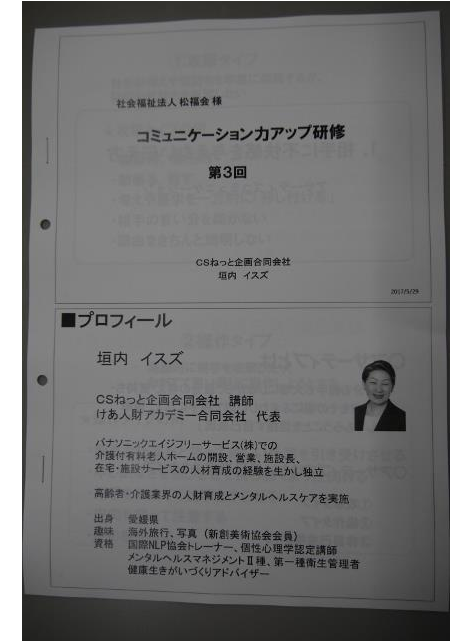 社会福祉法人 松福会 様
コミュニケーション力アップ研修
第3回
CSねっと企画合同会社
垣内 イスズ
2017/5/29
■プロフィール
垣内 イスズ
CSねっと企画合同会社 講師
けあ人財アカデミー合同会社 代表
パナソニックエイジフリーサービス(株)での
介護付有料老人ホームの開設、営業、施設長、
在宅・施設サービスの人材育成の経験を生かし独立
高齢者・介護業界の人財育成とメンタルヘルスケアを実施
出身 愛媛県
趣味 海外旅行、写真（新創美術協会会員）
資格 国際NLP協会トレーナー、個性心理学認定講師
メンタルヘルスマネジメントⅡ種、第一種衛生管理者
健康生きがいづくりアドバイザー